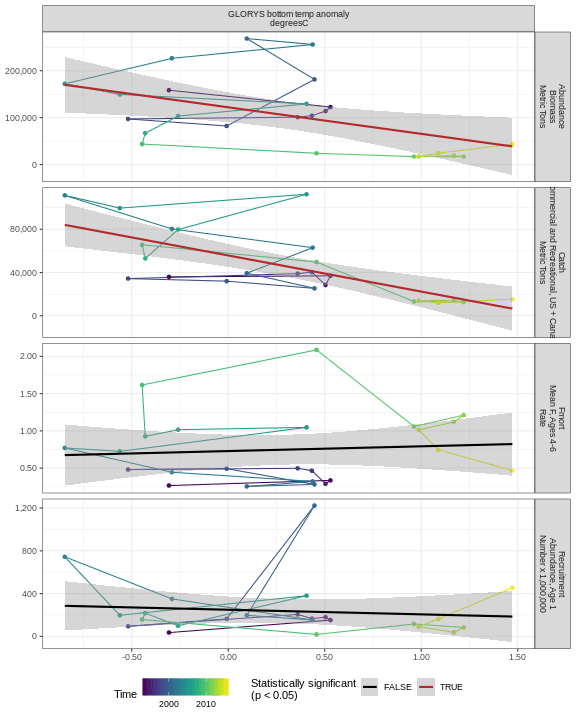 GLORYS bottom temp anomaly
degreesC
200,000
100,000
0
Abundance
Biomass
Metric Tons
80,000
40,000
0
Catch
ommercial and Recreational, US + Cana
Metric Tons
2.00
1.50
1.00
0.50
Fmort
Mean F, Ages 4-6
Rate
1,200
800
400
0
Recruitment
Abundance, Age 1
Number x 1,000,000
-0.50
0.00
0.50
1.00
1.50
Time
2000
2010
Statistically significant
(p < 0.05)
FALSE
TRUE